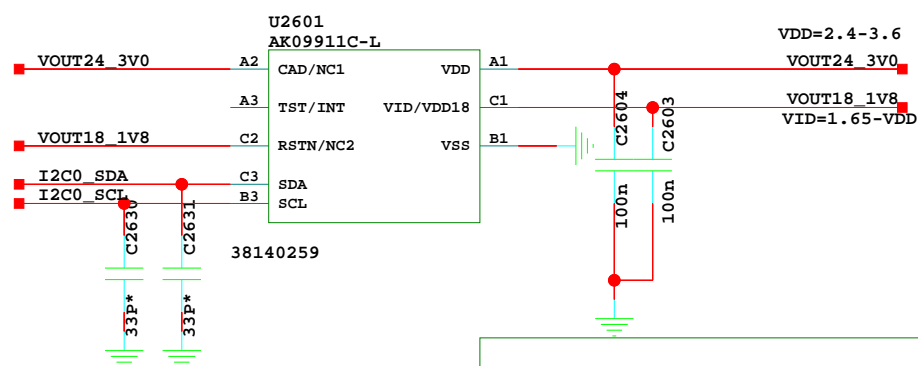 U2601
AK09911C-L
VDD=2.4-3.6
VOUT24_3V0
A2
CAD/NC1
VDD
A1
VOUT24_3V0
A3
TST/INT
VID/VDD18
C1
VOUT18_1V8
VID=1.65-VDD
VOUT18_1V8
C2
RSTN/NC2
VSS
B1
I2C0_SDA
C3
SDA
I2C0_SCL
B3
SCL
C2604
C2603
100n
100n
38140259
C2630
C2631
33P*
33P*